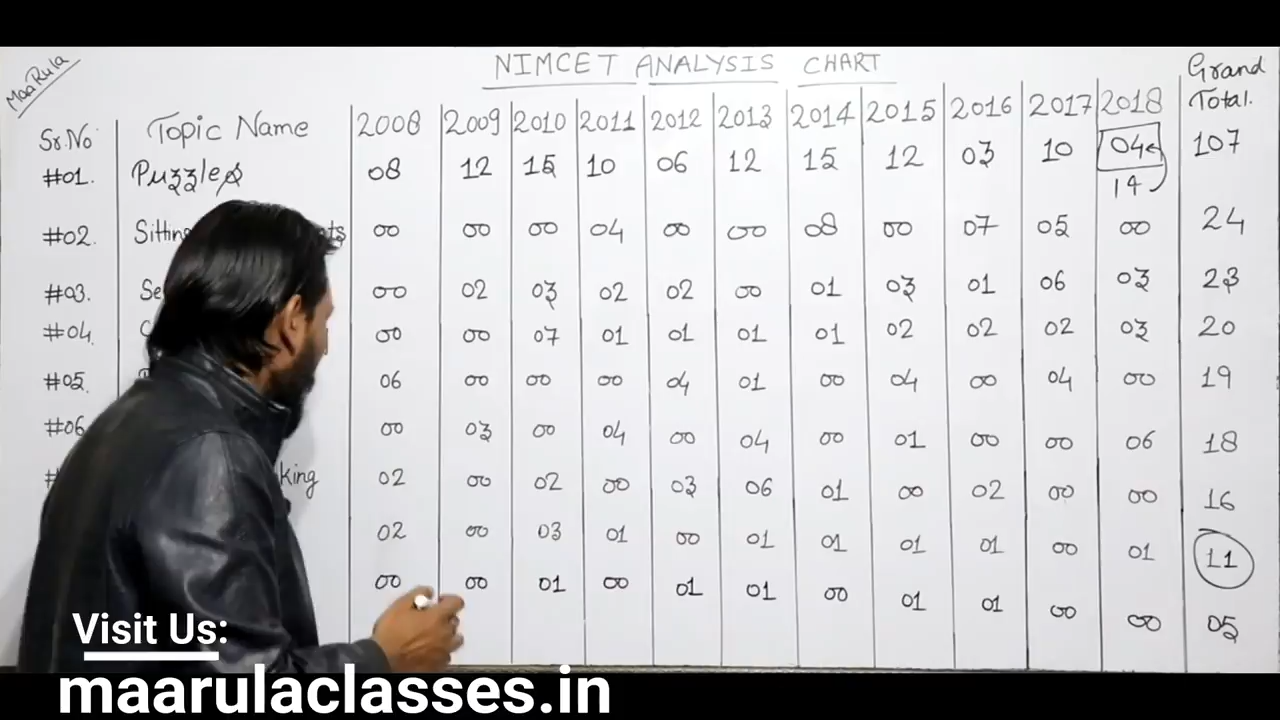 MaaRula
NIMCET ANALYSIS CHART
Sr.No Topic Name 2008 2009 2010 2011 2012 2013 2014 2015 2016 2017 2018 Grand Total.
#01. Puzzles 08 12 15 10 06 12 15 12 03 10 04 107
14
#02. Sitting 00 00 00 04 00 00 08 00 07 05 00 24
#03. 00 02 03 02 02 00 01 03 01 06 03 23
#04. 00 00 07 01 01 01 01 02 02 02 03 20
#05. 06 00 00 00 04 01 00 04 00 04 00 19
#06 00 03 00 04 00 04 00 01 00 00 06 18
02 00 02 00 03 06 01 00 02 00 00 16
02 00 03 01 00 01 01 01 01 00 01 11
00 00 01 00 01 01 00 01 01 00 00 05
Visit Us:
maarulaclasses.in